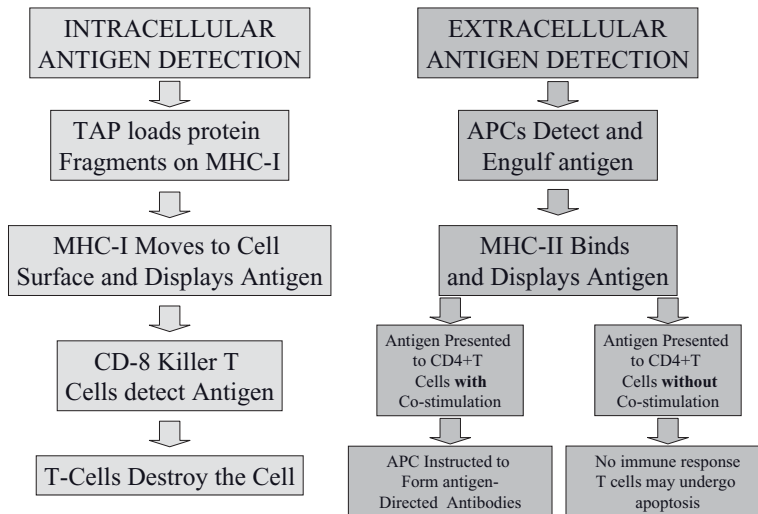 INTRACELLULAR
ANTIGEN DETECTION
TAP loads protein
Fragments on MHC-I
MHC-I Moves to Cell
Surface and Displays Antigen
CD-8 Killer T
Cells detect Antigen
T-Cells Destroy the Cell
EXTRACELLULAR
ANTIGEN DETECTION
APCs Detect and
Engulf antigen
MHC-II Binds
and Displays Antigen
Antigen Presented
to CD4+T
Cells with
Co-stimulation
APC Instructed to
Form antigen-
Directed Antibodies
Antigen Presented
to CD4+T
Cells without
Co-stimulation
No immune response
T cells may undergo
apoptosis